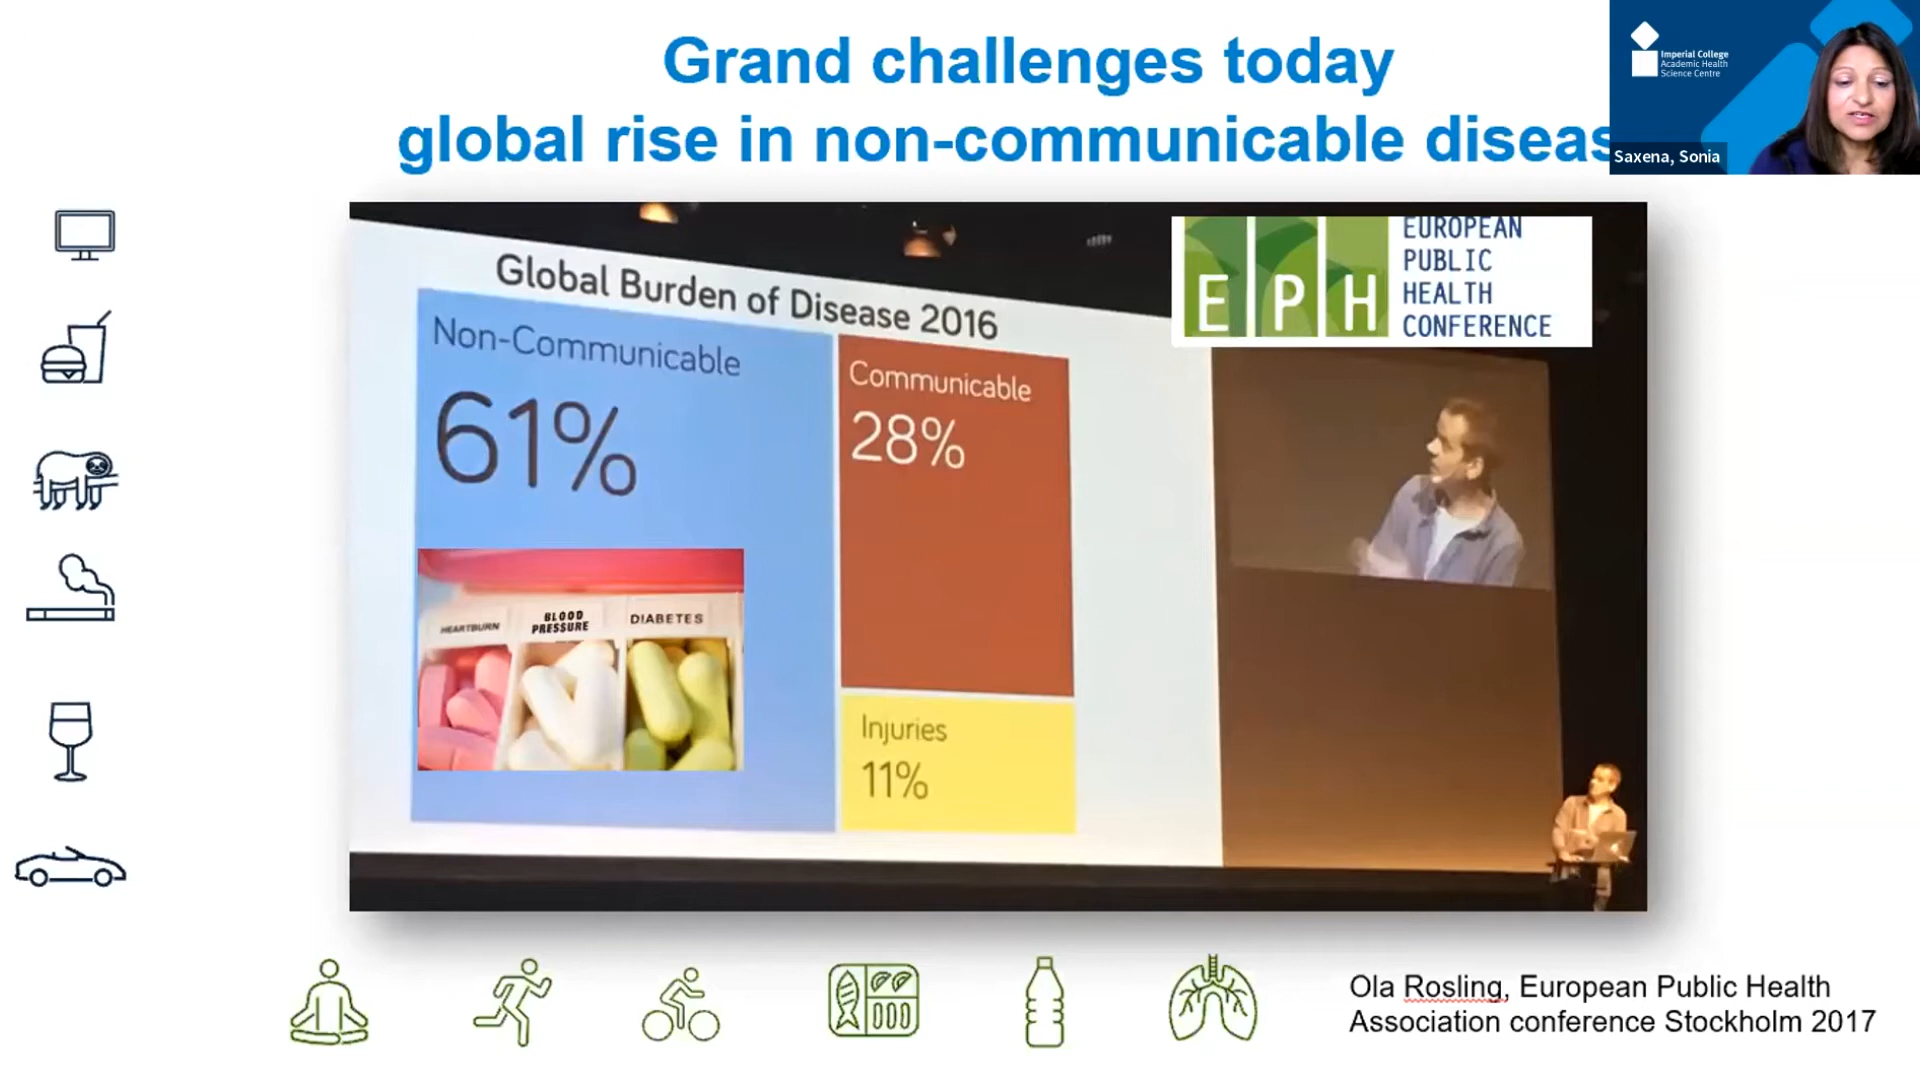 Grand challenges today
global rise in non-communicable diseas
Imperial College
Academic Health
Science Centre
Saxena, Sonia
EUROPEAN
PUBLIC
HEALTH
CONFERENCE
E P H
Global Burden of Disease 2016
Non-Communicable
61%
Communicable
28%
HEARTBURN
BLOOD
PRESSURE
DIABETES
Injuries
11%
Ola Rosling, European Public Health
Association conference Stockholm 2017